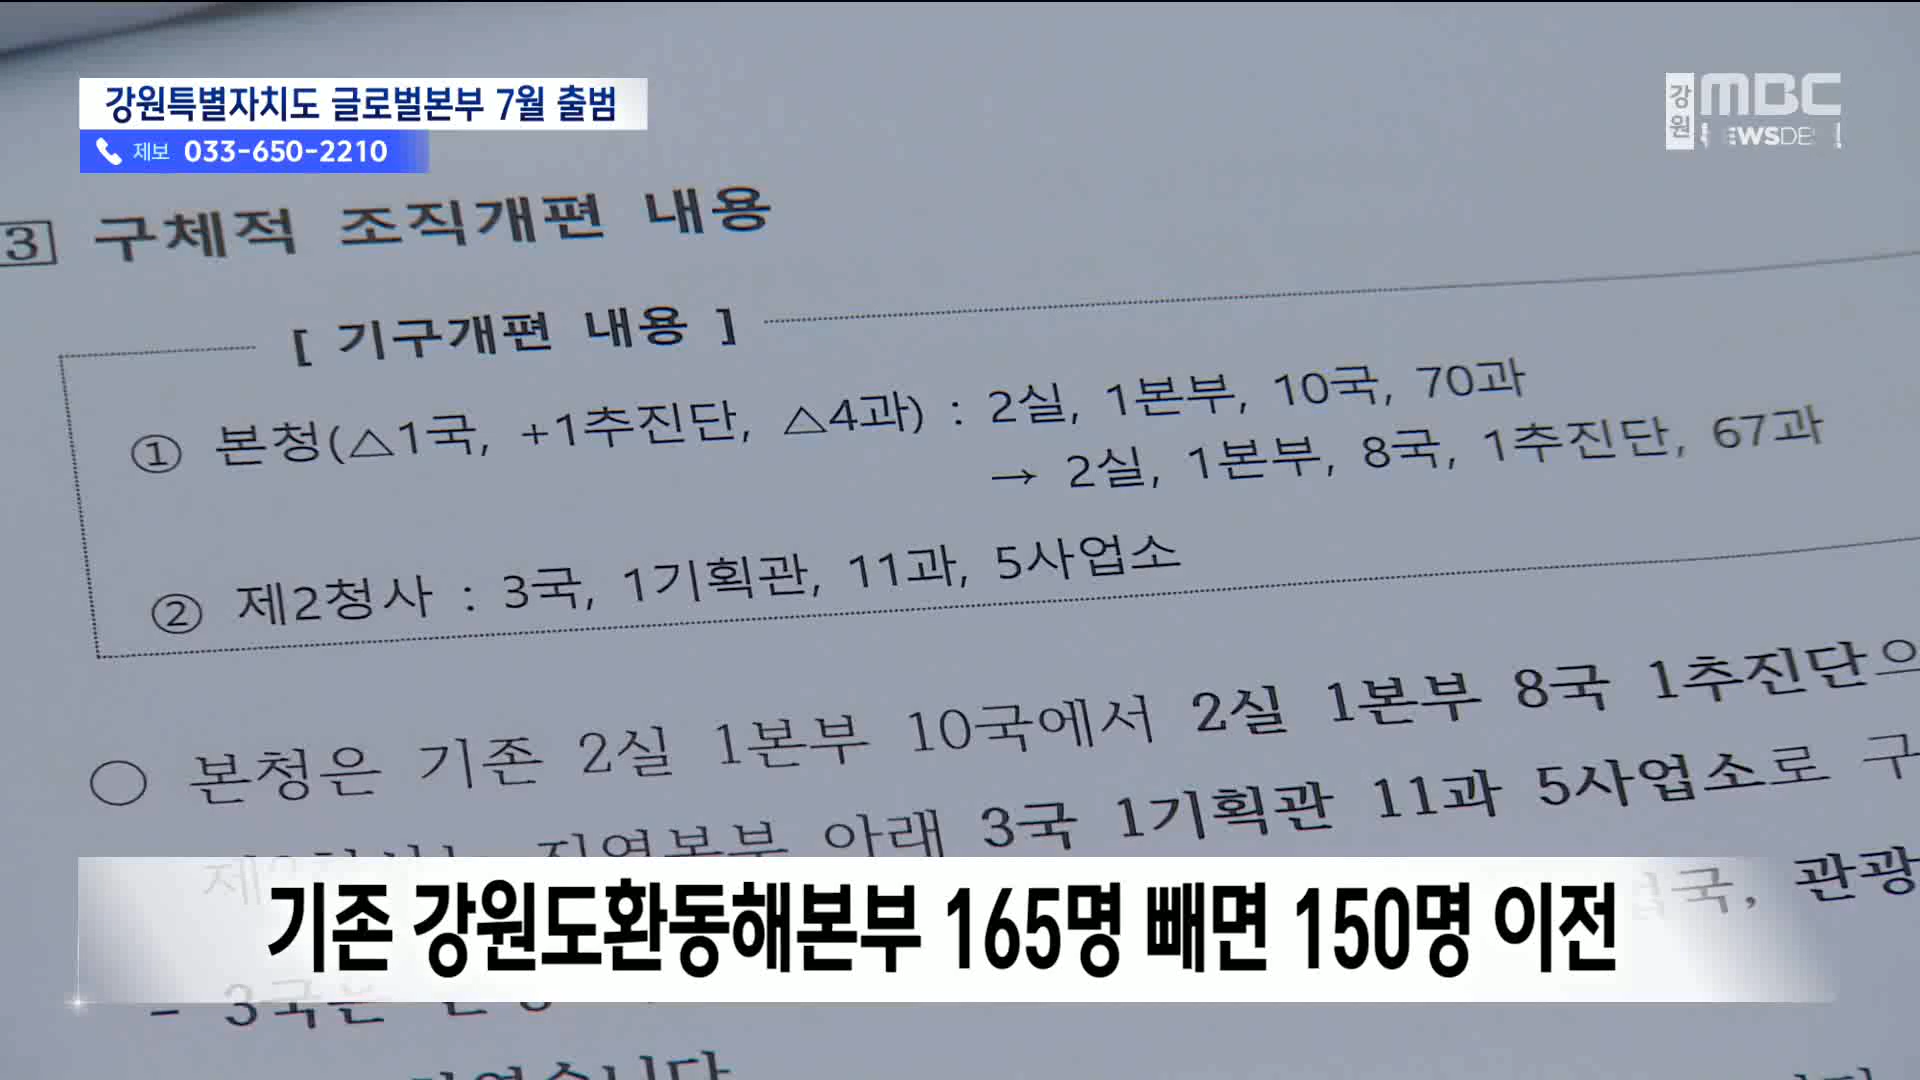 강원특별자치도 글로벌본부 7월 출범
제보 033-650-2210
강원 MBC
3 구체적 조직개편 내용
[ 기구개편 내용 ]
① 본청(△1국, +1추진단, △4과) : 2실, 1본부, 10국, 70과
→ 2실, 1본부, 8국, 1추진단, 67과
② 제2청사 : 3국, 1기획관, 11과, 5사업소
○ 본청은 기존 2실 1본부 10국에서 2실 1본부 8국 1추진단으
아래 3국 1기획관 11과 5사업소로 구
국, 관광
기존 강원도환동해본부 165명 빼면 150명 이전
- 3국은